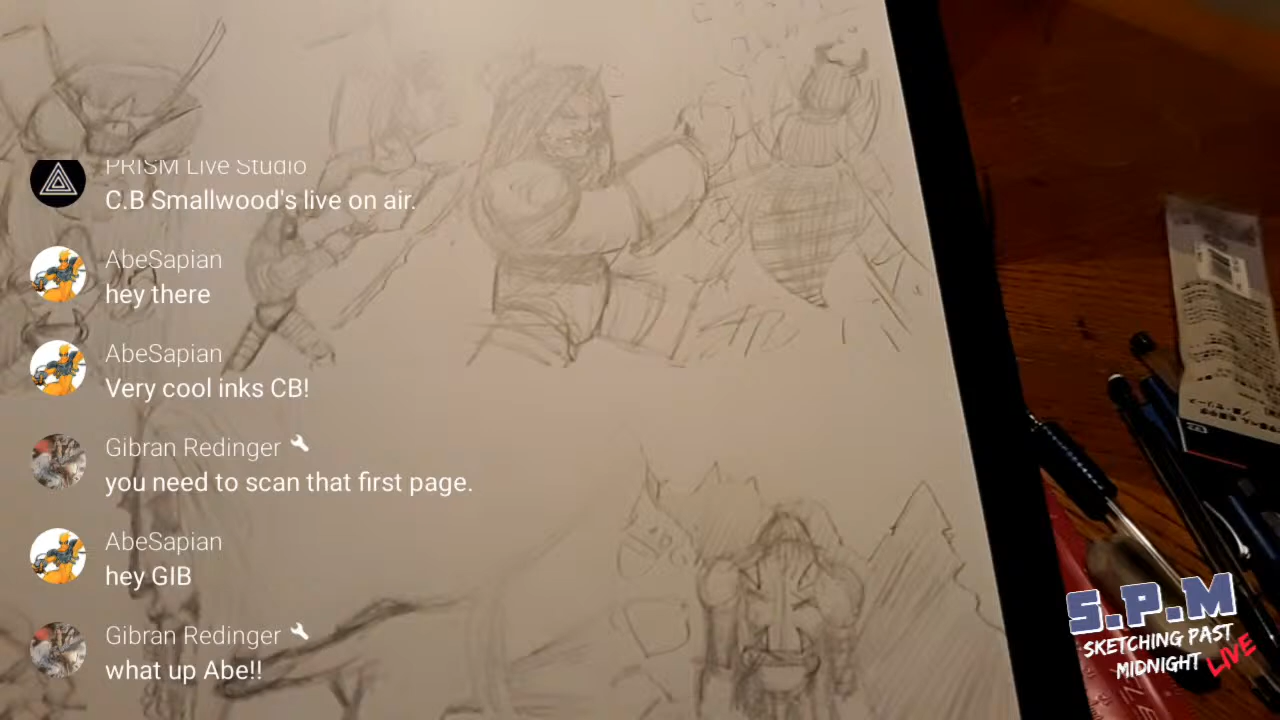 PRISM Live Studio
C.B Smallwood's live on air.
AbeSapian
hey there
AbeSapian
Very cool inks CB!
Gibran Redinger
you need to scan that first page.
AbeSapian
hey GIB
Gibran Redinger
what up Abe!!
S.P.M
SKETCHING PAST
MIDNIGHT LIVE